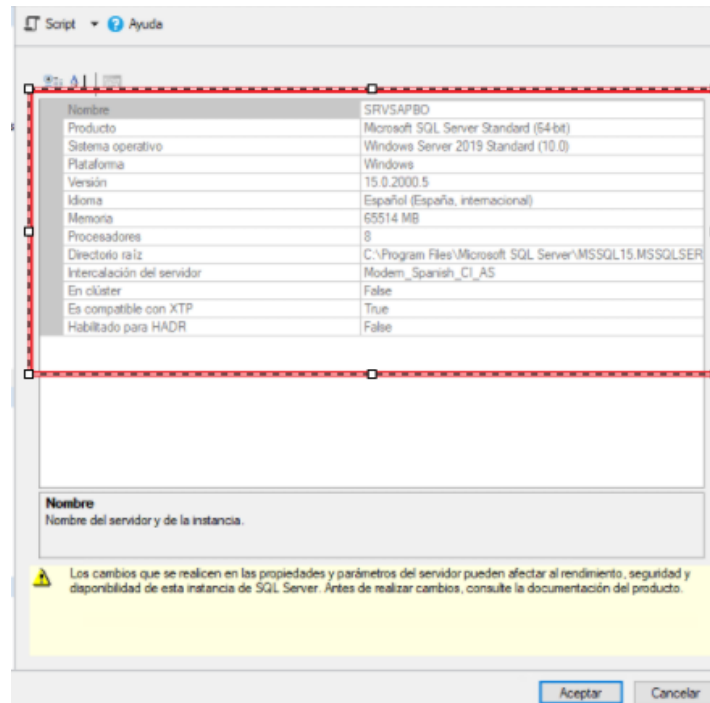 Script Ayuda
Nombre SRVSAPBO
Producto Microsoft SQL Server Standard (64-bit)
Sistema operativo Windows Server 2019 Standard (10.0)
Plataforma Windows
Versión 15.0.2000.5
Idioma Español (España, internacional)
Memoria 65514 MB
Procesadores 8
Directorio raíz C:\Program Files\Microsoft SQL Server\MSSQL15.MSSQLSER
Intercalación del servidor Modern_Spanish_CI_AS
En clúster False
Es compatible con XTP True
Habilitado para HADR False
Nombre
Nombre del servidor y de la instancia.
Los cambios que se realicen en las propiedades y parámetros del servidor pueden afectar al rendimiento, seguridad y
disponibilidad de esta instancia de SQL Server. Antes de realizar cambios, consulte la documentación del producto.
Aceptar Cancelar